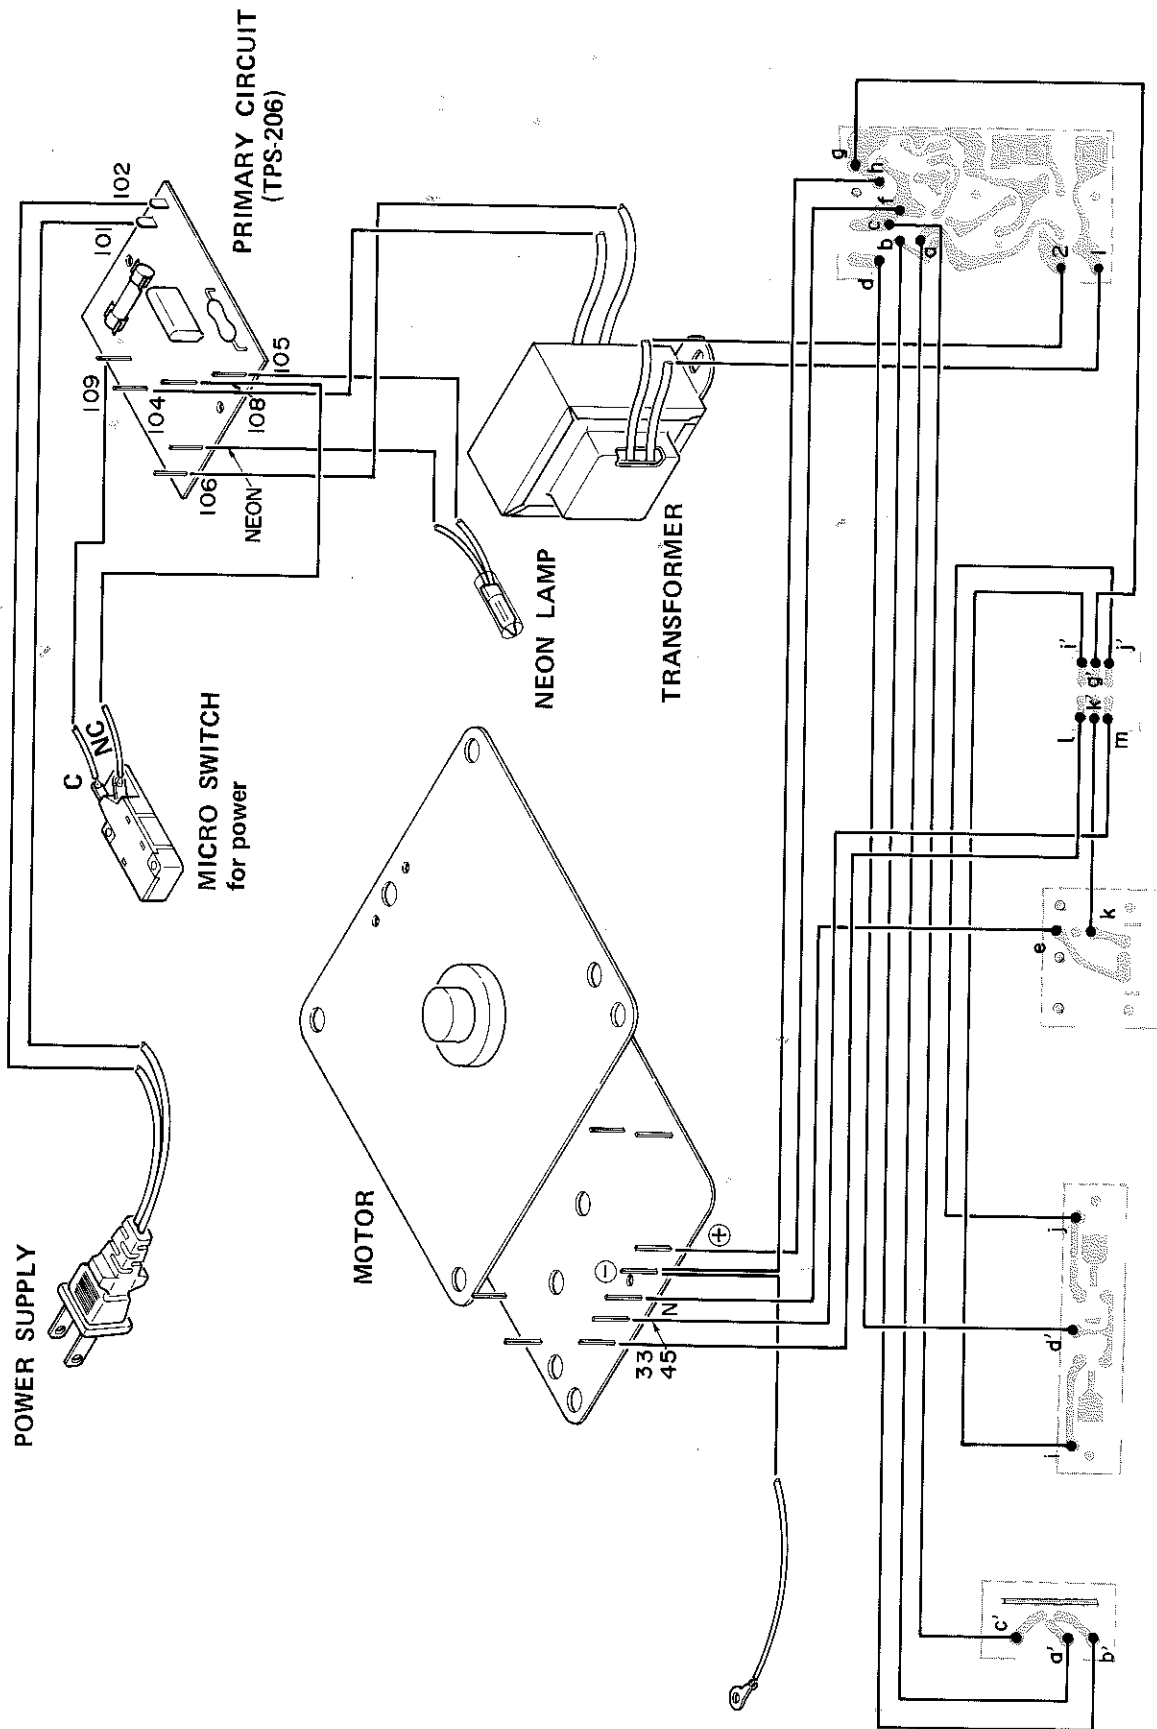 POWER SUPPLY
MICRO SWITCH
for power
C
NC
PRIMARY CIRCUIT
(TPS-206)
101
102
109
104
108
105
106
NEON
NEON LAMP
TRANSFORMER
MOTOR
33
45
N
⊖
⊕
c'
a'
b'
i
d'
j
e
k
l
k'
m
i'
g'
j'
d
b
a
c
f
h
g
2
1